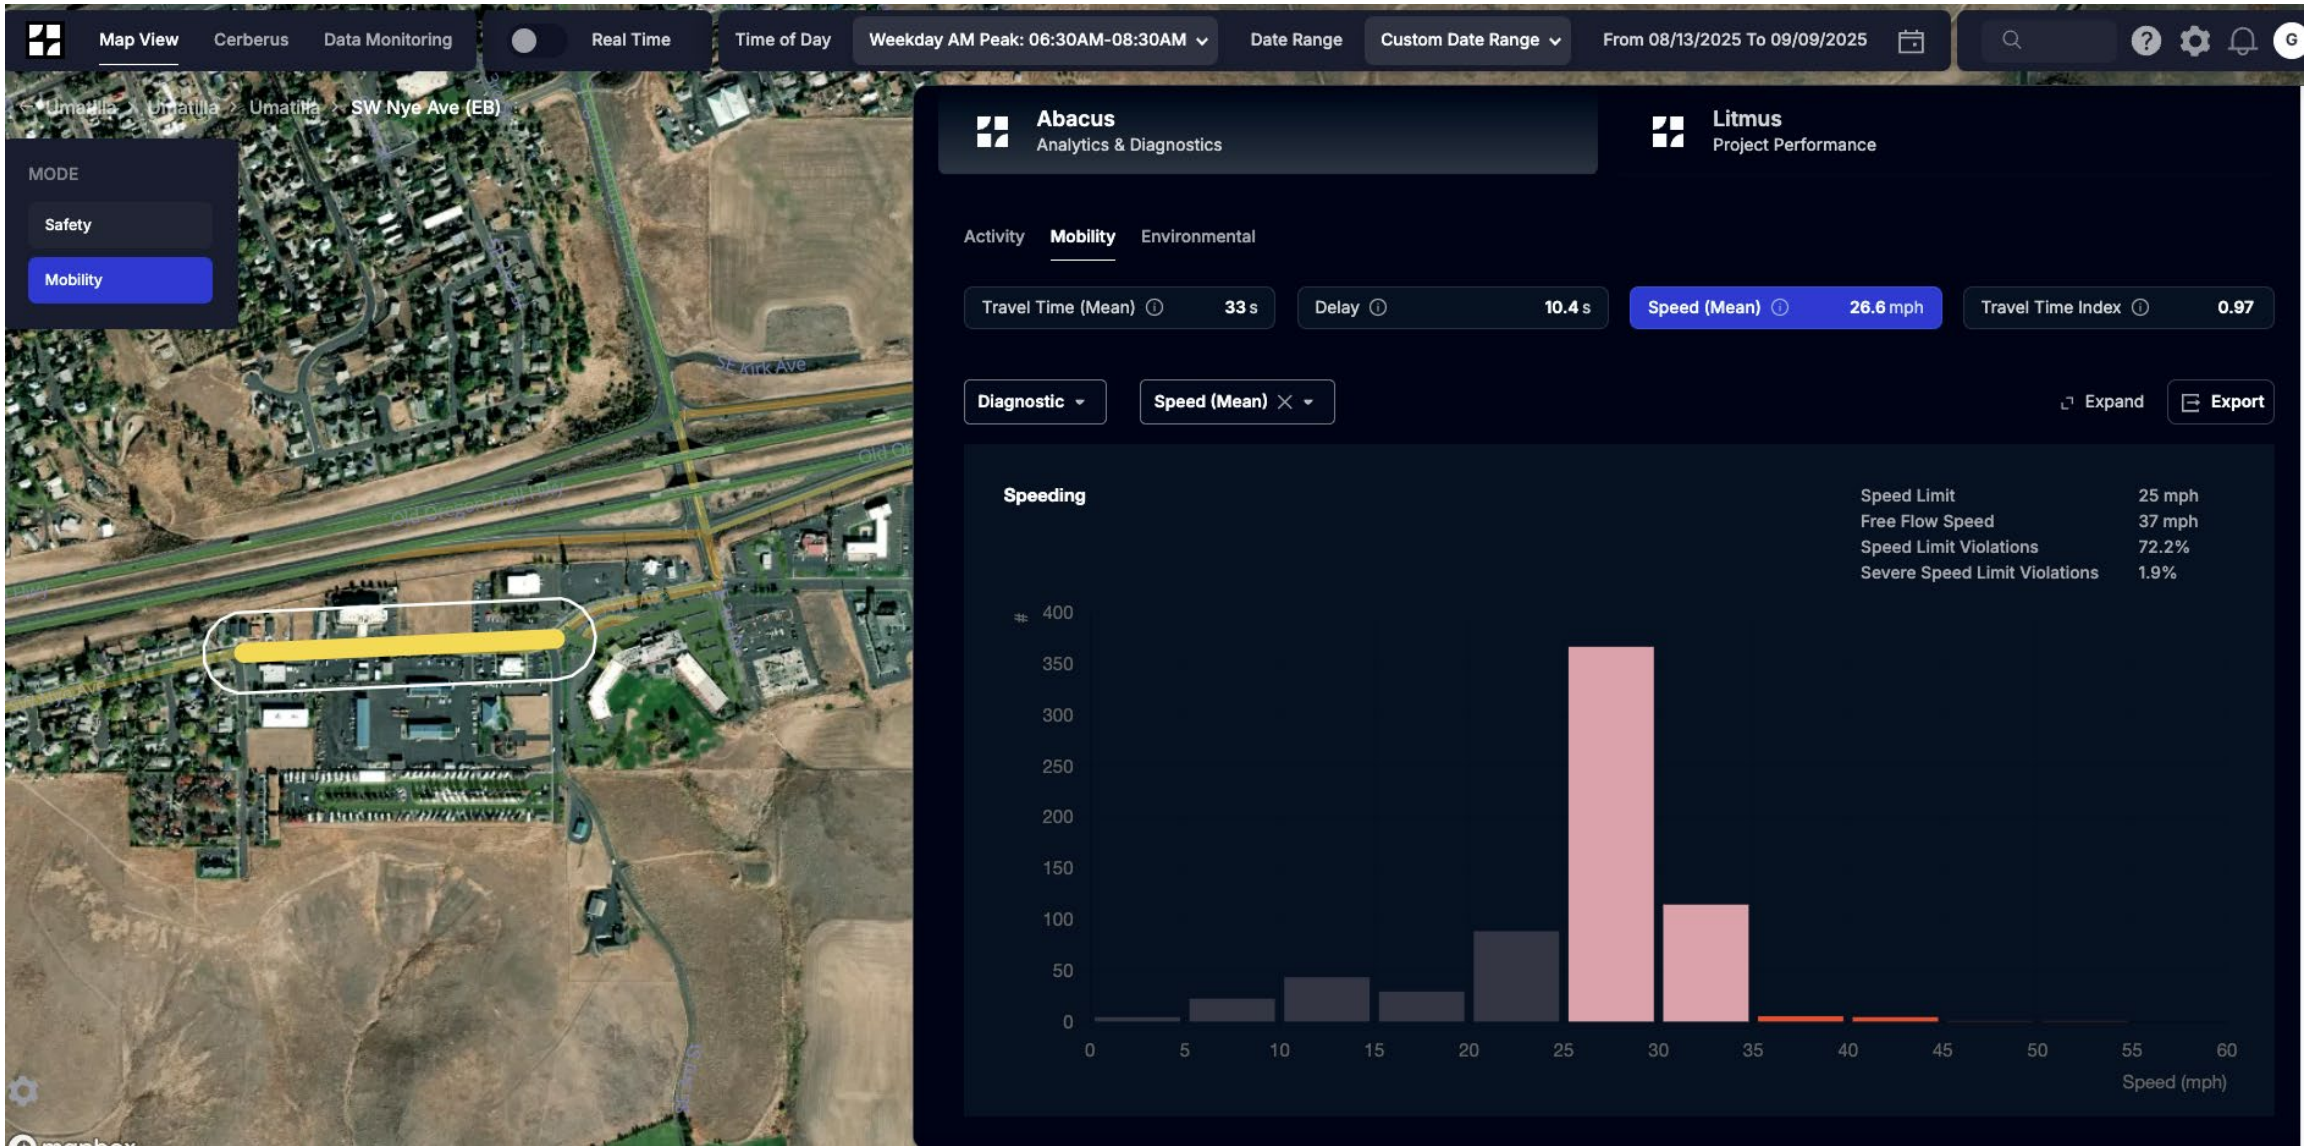 Map View Cerberus Data Monitoring Real Time Time of Day Weekday AM Peak: 06:30AM-08:30AM Date Range Custom Date Range From 08/13/2025 To 09/09/2025 ? G
Umatilla > Umatilla > Umatilla > SW Nye Ave (EB)
MODE
Safety
Mobility
SE Kirk Ave
Old Oregon Trail Hwy
Abacus
Analytics & Diagnostics
Litmus
Project Performance
Activity Mobility Environmental
Travel Time (Mean) 33 s
Delay 10.4 s
Speed (Mean) 26.6 mph
Travel Time Index 0.97
Diagnostic
Speed (Mean)
Expand
Export
Speeding
Speed Limit 25 mph
Free Flow Speed 37 mph
Speed Limit Violations 72.2%
Severe Speed Limit Violations 1.9%
#
400
350
300
250
200
150
100
50
0
0 5 10 15 20 25 30 35 40 45 50 55 60
Speed (mph)
mapbox